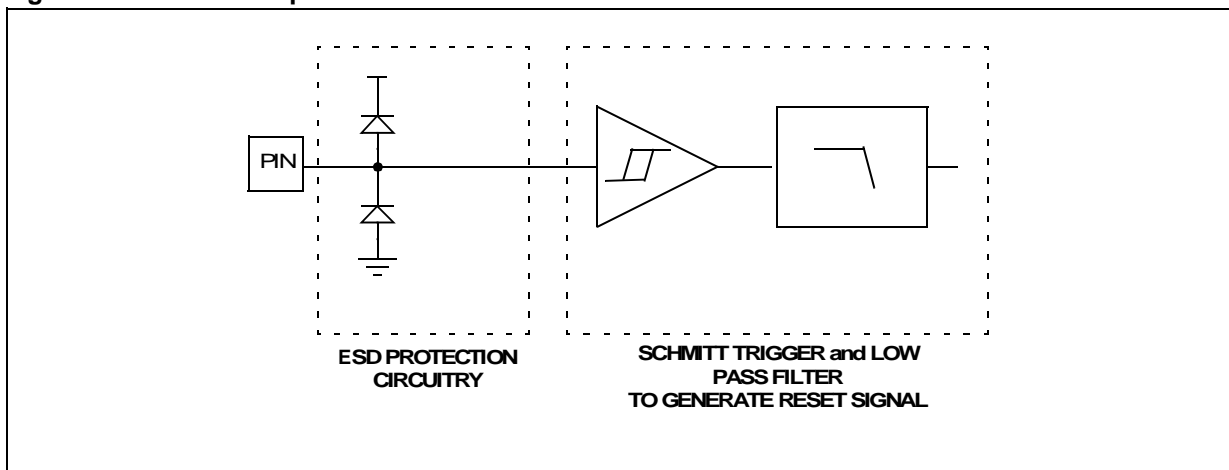 PIN
ESD PROTECTION
CIRCUITRY
SCHMITT TRIGGER and LOW
PASS FILTER
TO GENERATE RESET SIGNAL